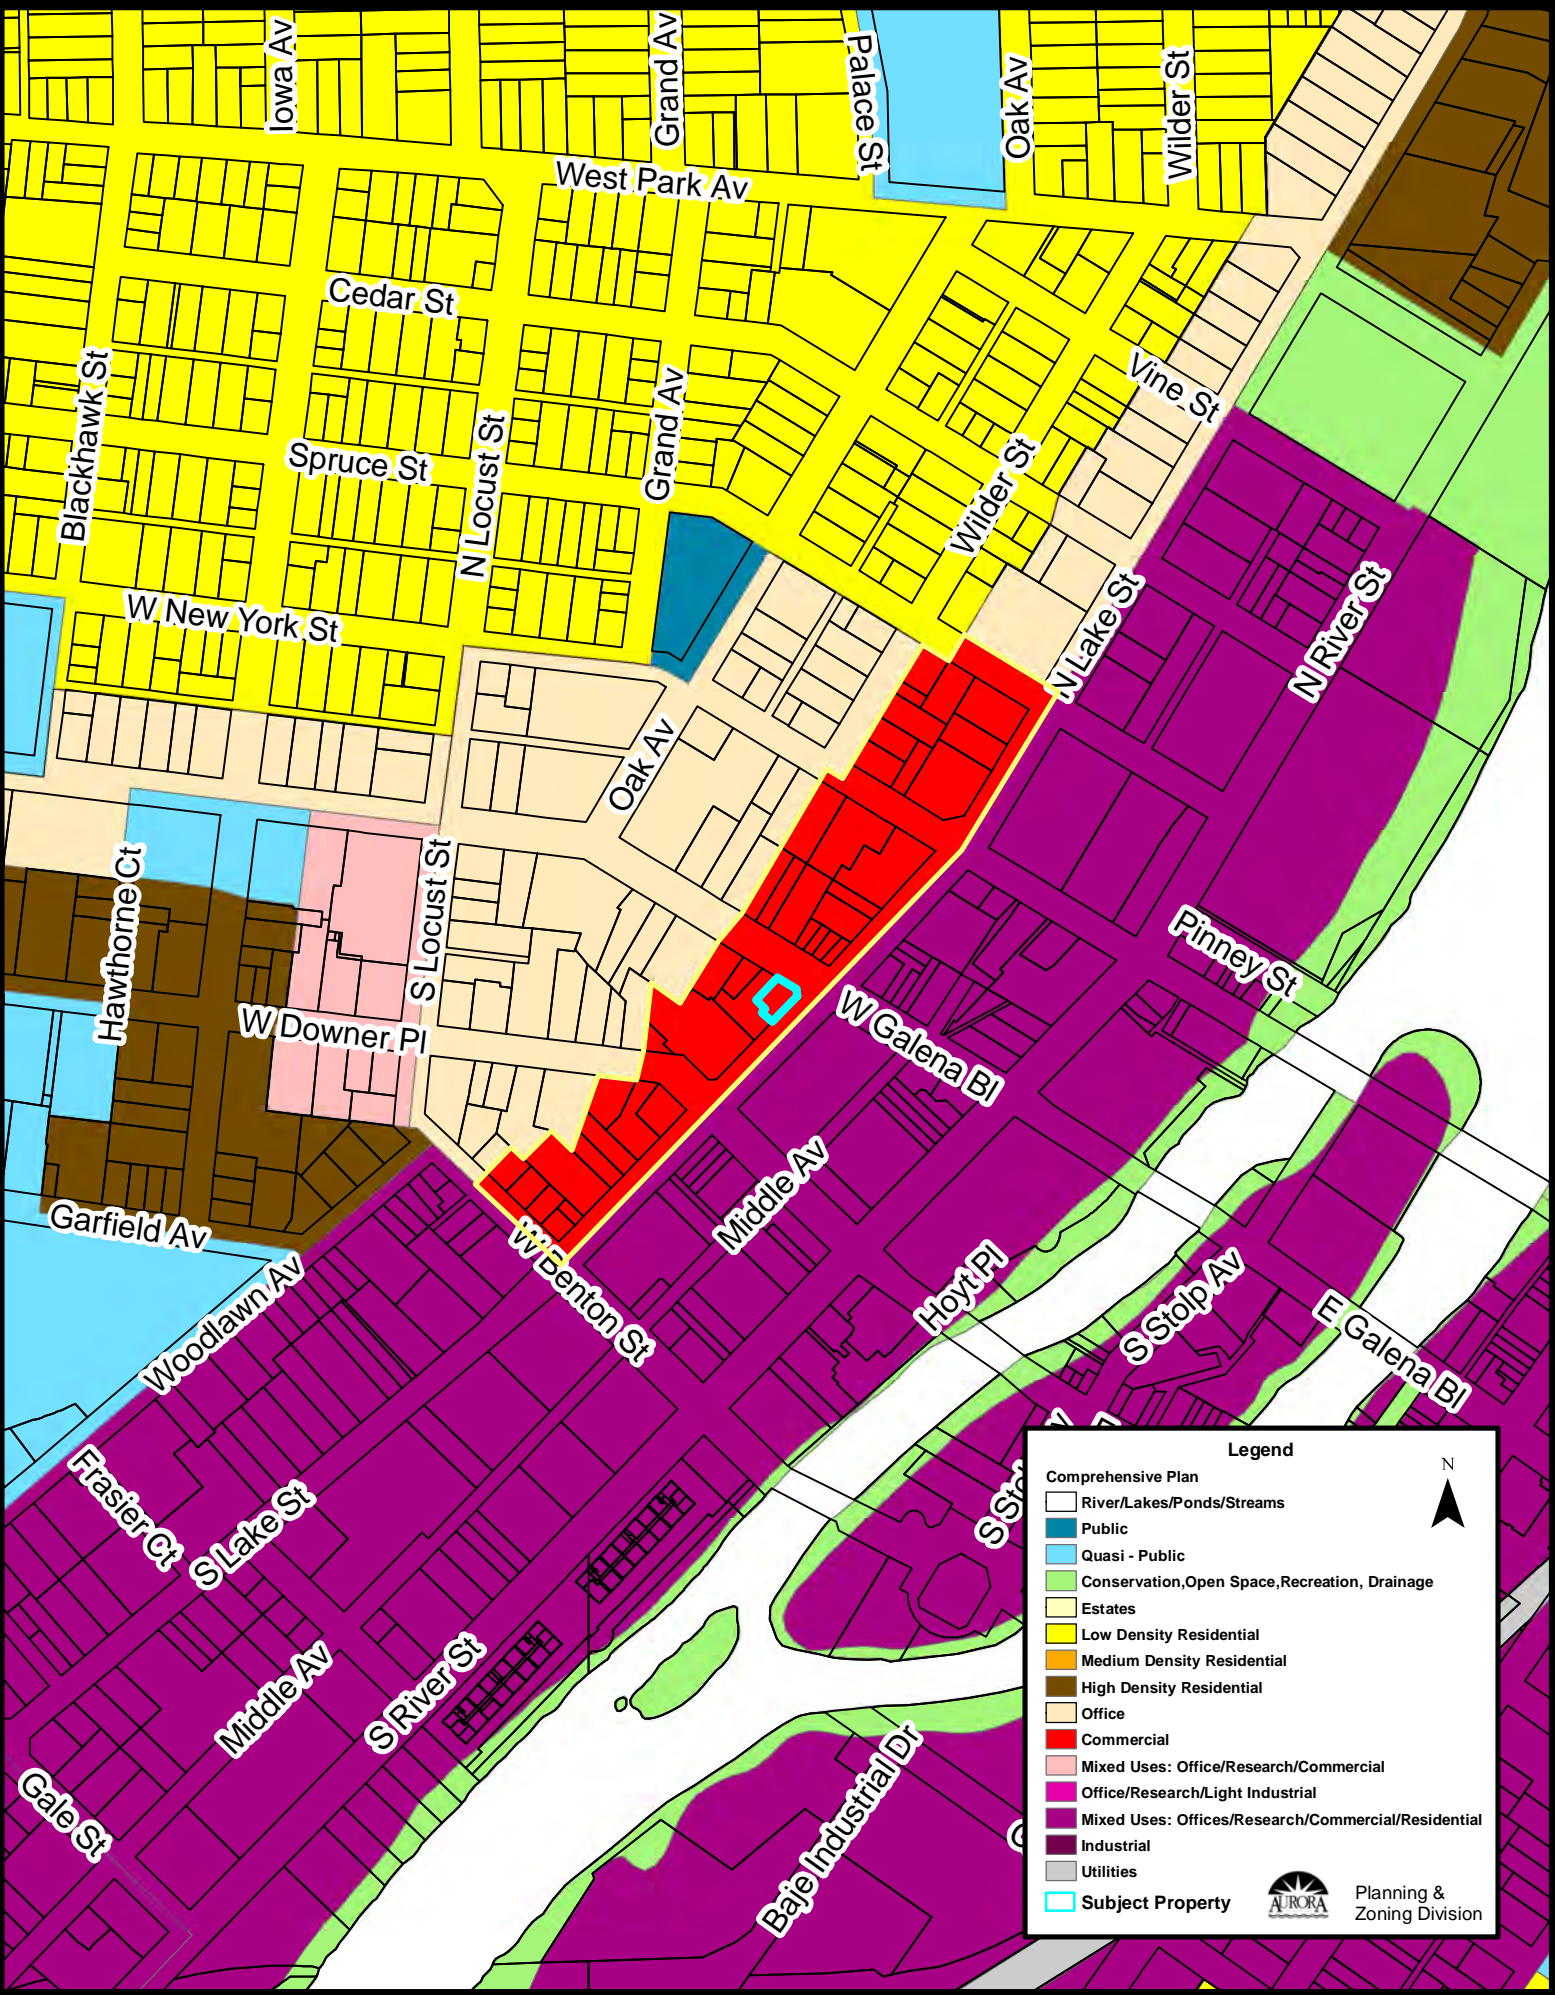 Iowa Av
Grand Av
Palace St
Oak Av
Wilder St
West Park Av
Cedar St
Vine St
Blackhawk St
Grand Av
N Locust St
Spruce St
Wilder St
W New York St
N Lake St
N River St
Oak Av
Hawthorne Ct
S Locust St
Pinney St
W Downer Pl
W Galena Bl
Middle Av
Garfield Av
W Benton St
Hoyt Pl
S Stolp Av
E Galena Bl
Woodlawn Av
Frasier Ct
S Lake St
Middle Av
S River St
Gale St
Baje Industrial Dr
Legend
N
Comprehensive Plan
River/Lakes/Ponds/Streams
Public
Quasi - Public
Conservation,Open Space,Recreation, Drainage
Estates
Low Density Residential
Medium Density Residential
High Density Residential
Office
Commercial
Mixed Uses: Office/Research/Commercial
Office/Research/Light Industrial
Mixed Uses: Offices/Research/Commercial/Residential
Industrial
Utilities
Subject Property
AURORA
Planning &
Zoning Division